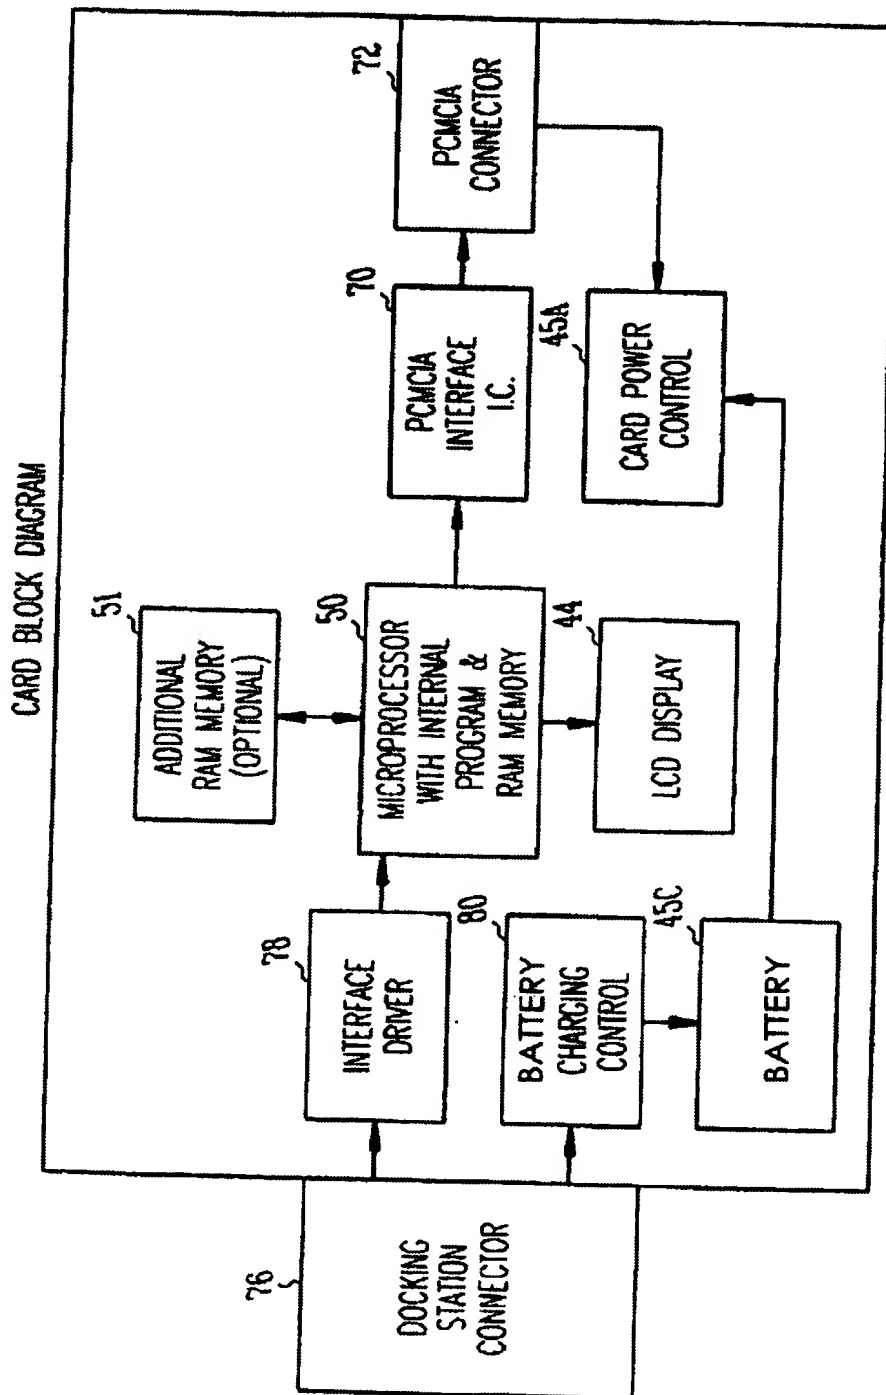 CARD BLOCK DIAGRAM
51
ADDITIONAL
RAM MEMORY
(OPTIONAL)
76
DOCKING
STATION
CONNECTOR
78
INTERFACE
DRIVER
50
MICROPROCESSOR
WITH INTERNAL
PROGRAM &
RAM MEMORY
70
PCMCIA
INTERFACE
I.C.
72
PCMCIA
CONNECTOR
80
BATTERY
CHARGING
CONTROL
44
LCD DISPLAY
45A
CARD POWER
CONTROL
45C
BATTERY